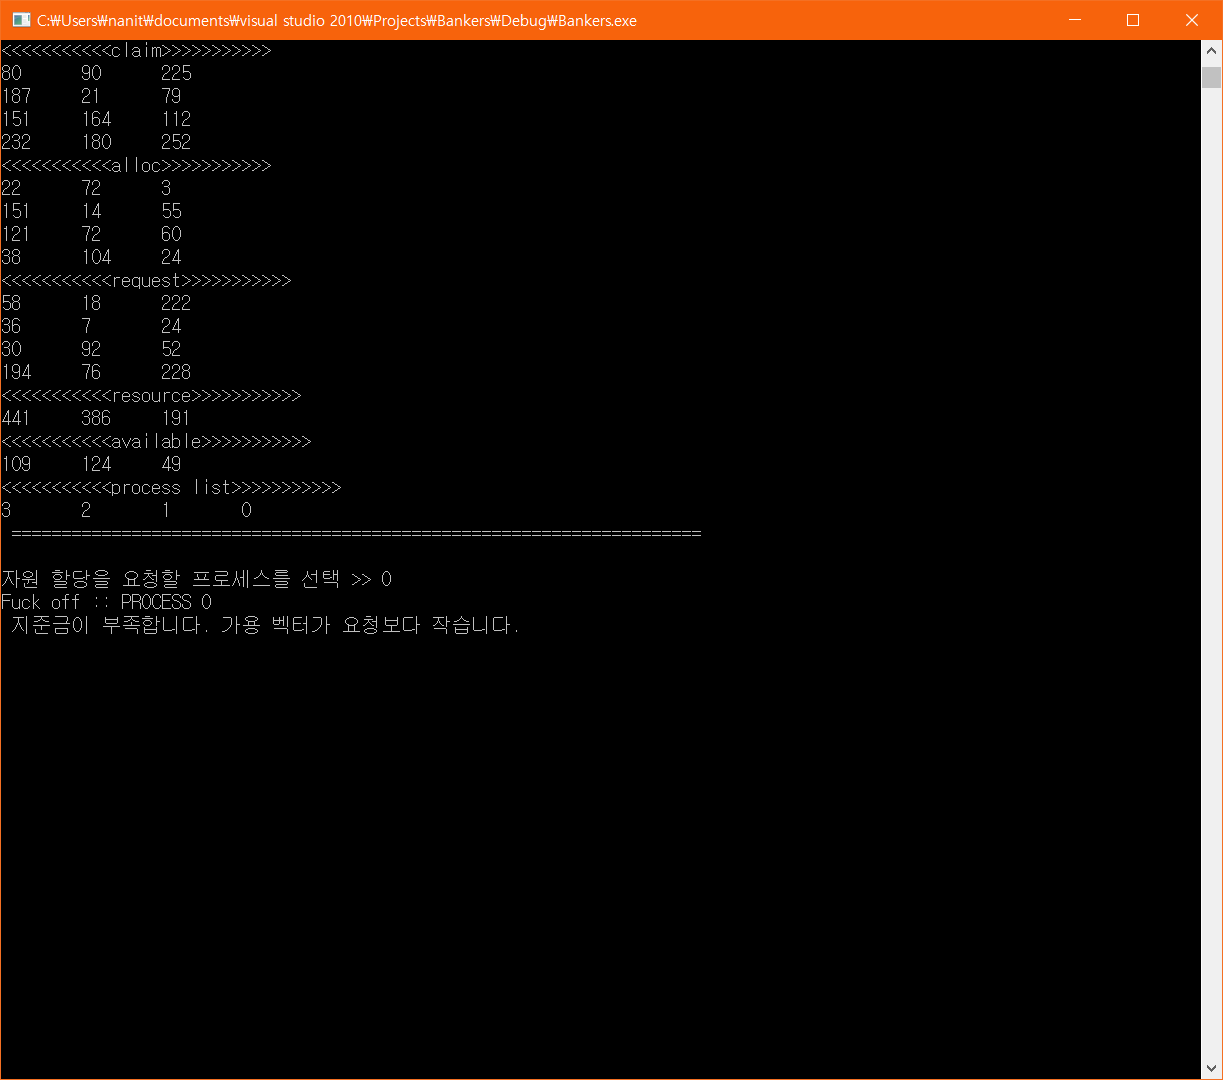 C:₩Users₩nanit₩documents₩visual studio 2010₩Projects₩Bankers₩Debug₩Bankers.exe
<<<<<<<<<<<claim>>>>>>>>>>>
80 90 225
187 21 79
151 164 112
232 180 252
<<<<<<<<<<<alloc>>>>>>>>>>>
22 72 3
151 14 55
121 72 60
38 104 24
<<<<<<<<<<<request>>>>>>>>>>>
58 18 222
36 7 24
30 92 52
194 76 228
<<<<<<<<<<<resource>>>>>>>>>>>
441 386 191
<<<<<<<<<<<available>>>>>>>>>>>
109 124 49
<<<<<<<<<<<process list>>>>>>>>>>>
3 2 1 0
=====================================================================
자원 할당을 요청할 프로세스를 선택 >> 0
Fuck off :: PROCESS 0
지준금이 부족합니다. 가용 벡터가 요청보다 작습니다.